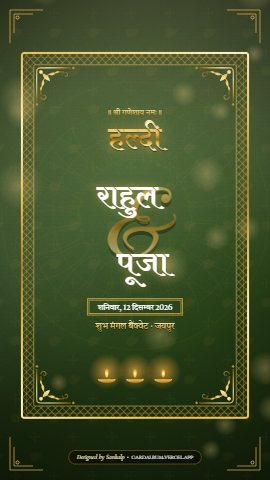 ॥ श्री गणेशाय नमः ॥
हल्दी
राहुल
&
पूजा
शनिवार, 12 दिसम्बर 2026
शुभ मंगल बैंक्वेट · जयपुर
Designed by Sankalp • CARDALBUM.VERCEL.APP